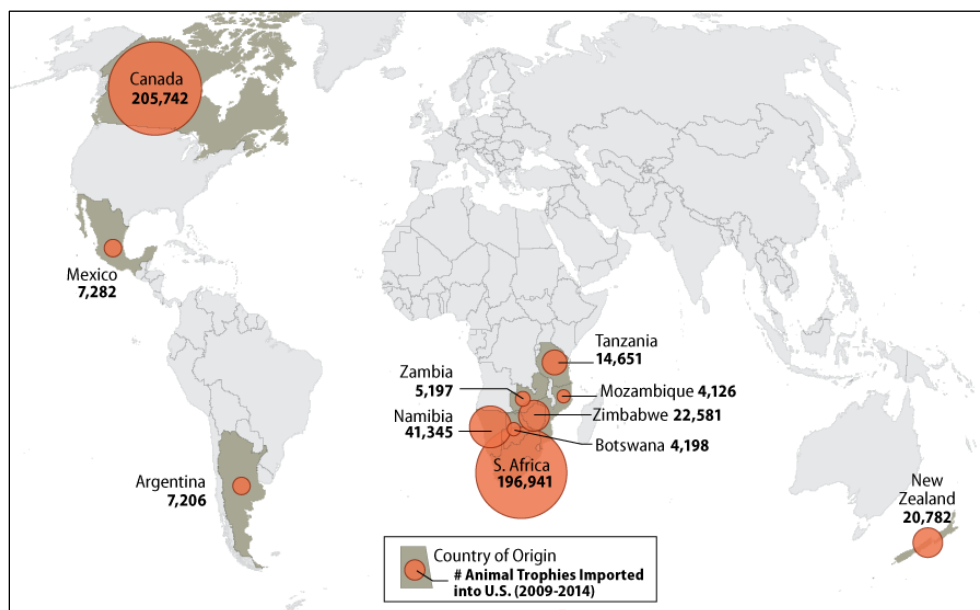 Canada
205,742
Mexico
7,282
Tanzania
14,651
Zambia
5,197
Mozambique 4,126
Namibia
41,345
Zimbabwe 22,581
Botswana 4,198
S. Africa
196,941
Argentina
7,206
New
Zealand
20,782
Country of Origin
# Animal Trophies Imported
into U.S. (2009-2014)